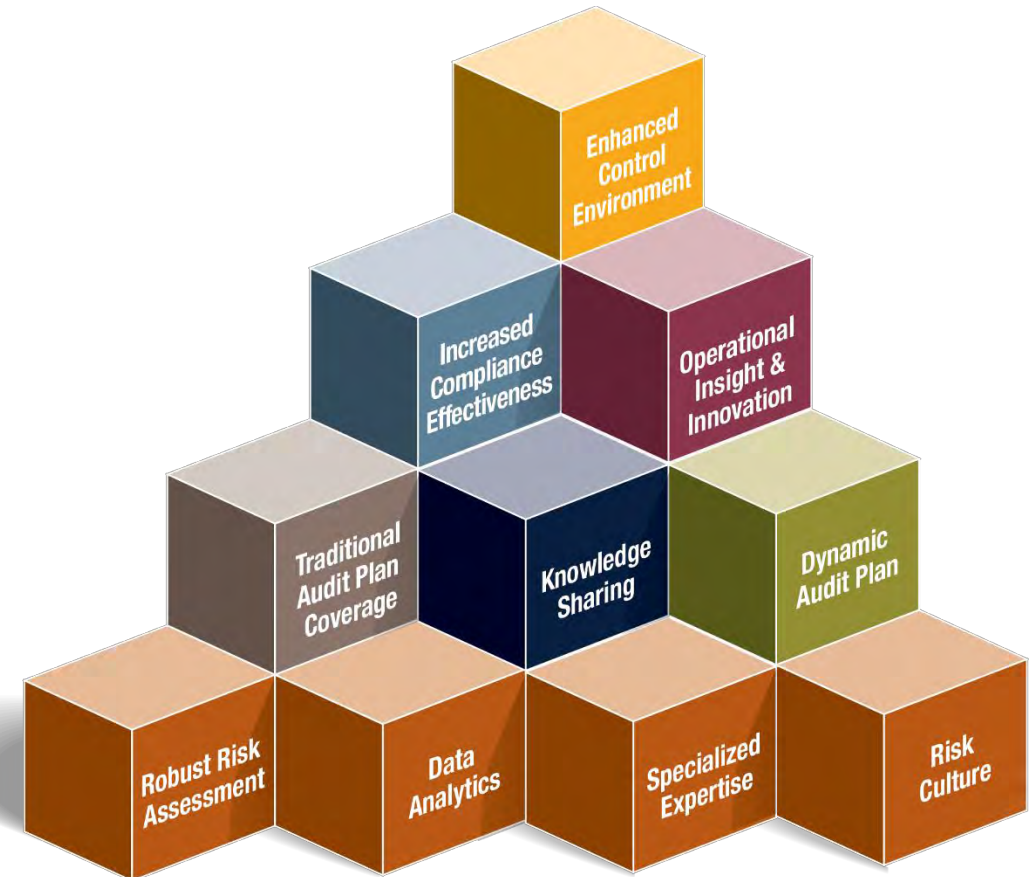 Enhanced
Control
Environment
Increased
Compliance
Effectiveness
Operational
Insight &
Innovation
Traditional
Audit Plan
Coverage
Knowledge
Sharing
Dynamic
Audit Plan
Robust Risk
Assessment
Data
Analytics
Specialized
Expertise
Risk
Culture